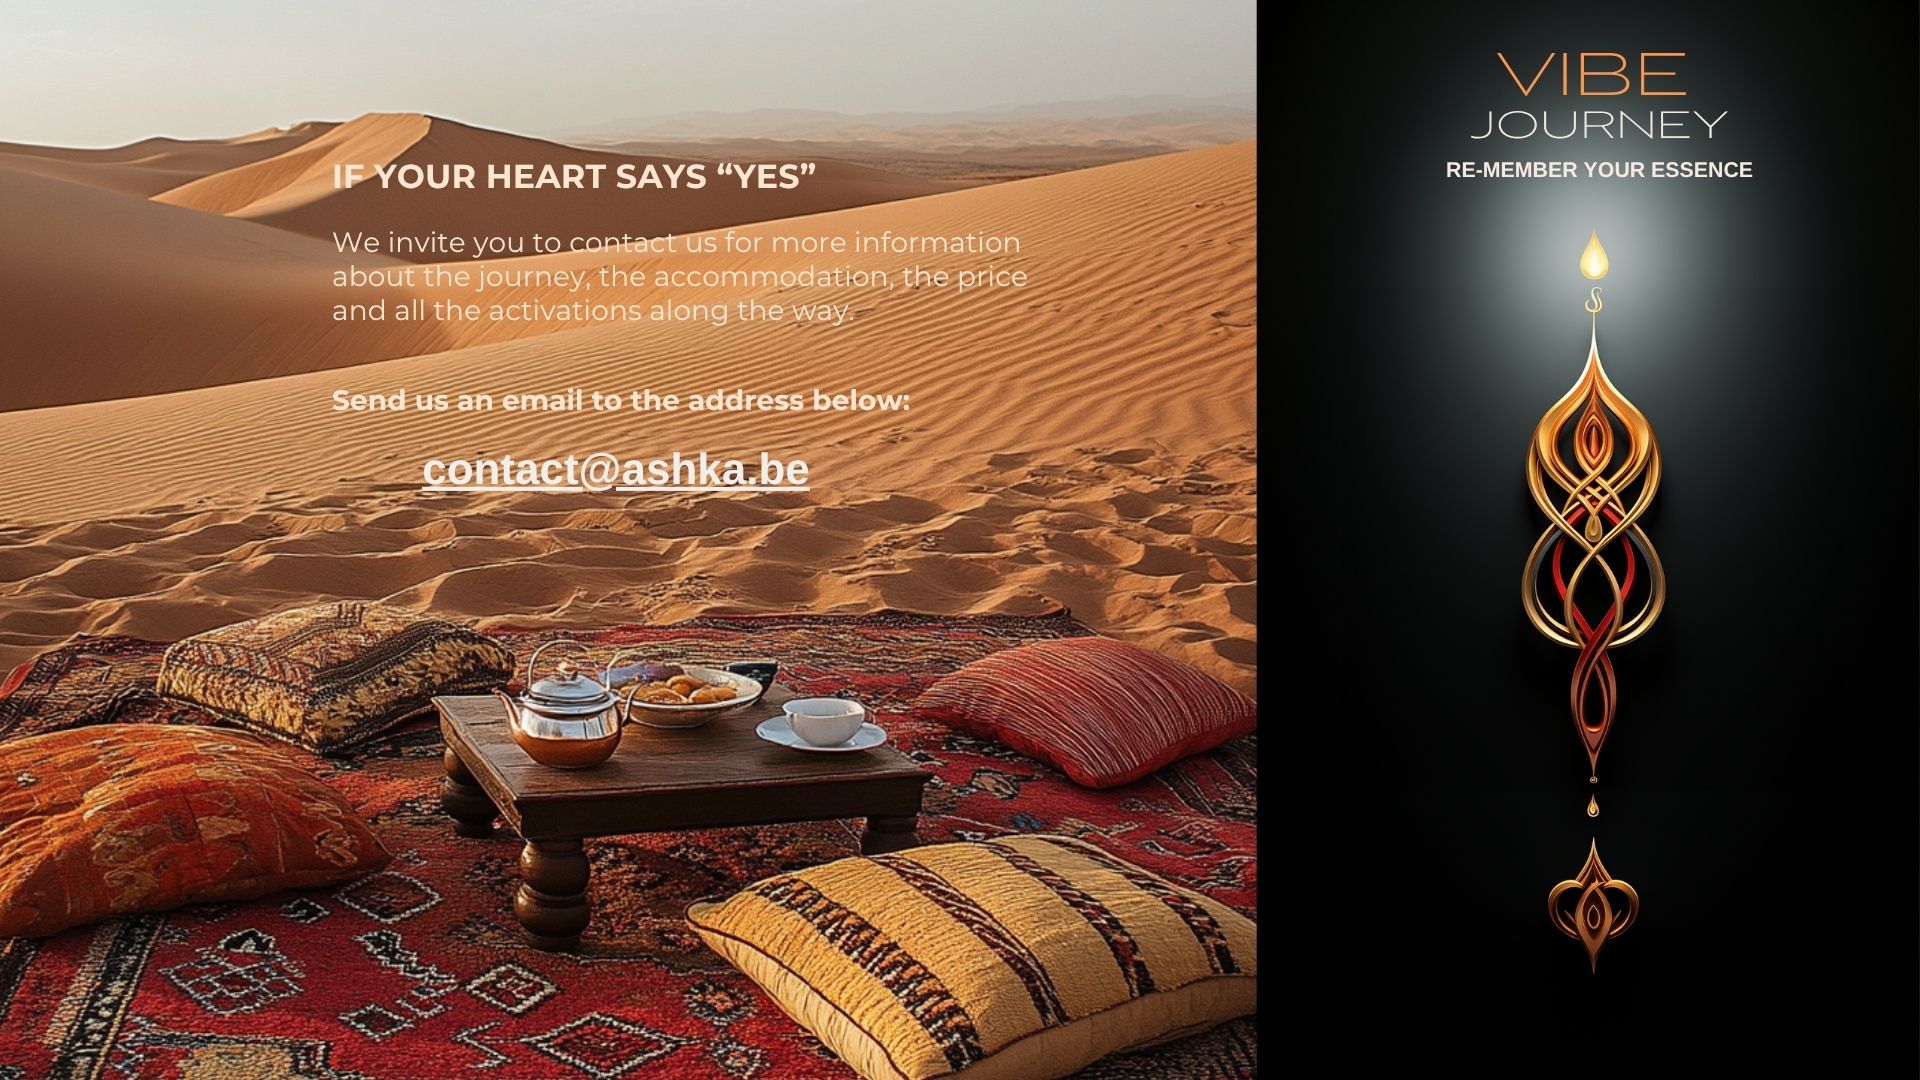 IF YOUR HEART SAYS “YES”
We invite you to contact us for more information
about the journey, the accommodation, the price
and all the activations along the way.
Send us an email to the address below:
contact@ashka.be
VIBE
JOURNEY
RE-MEMBER YOUR ESSENCE